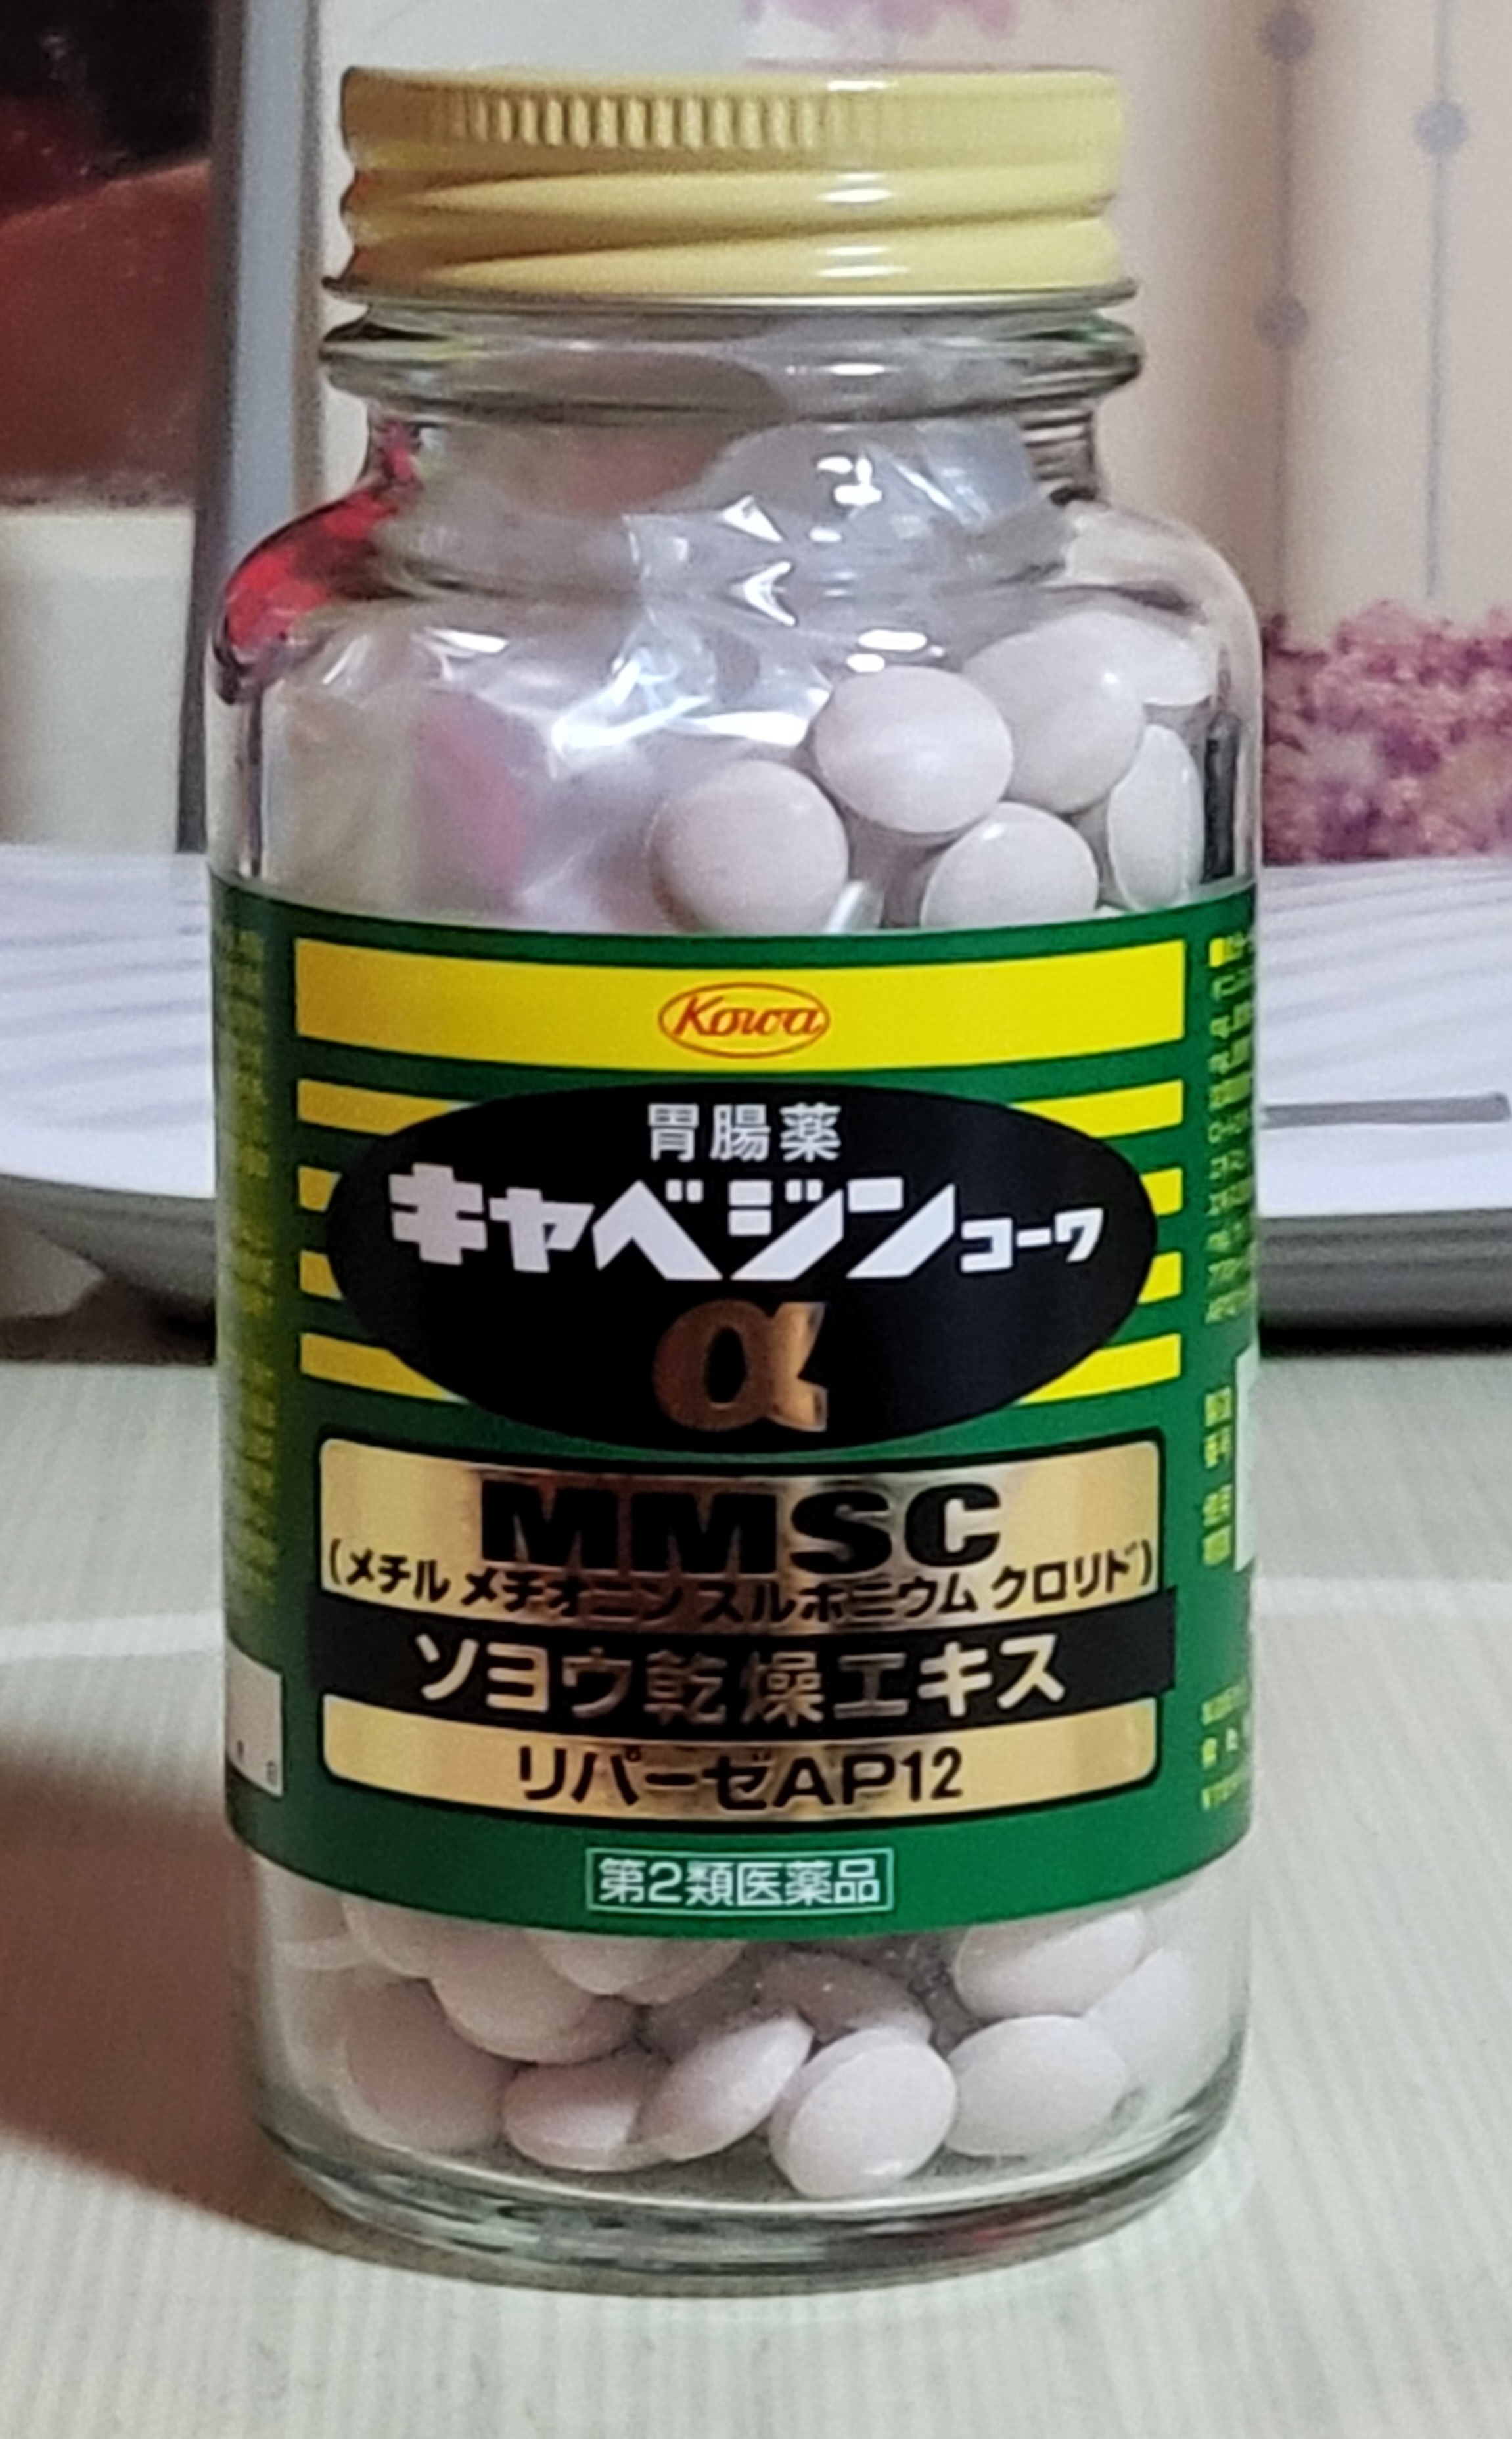 Kowa
胃腸薬
キャベジンコーワ
α
MMSC
(メチル メチオニン スルホニウム クロリド)
ソヨウ乾燥エキス
リパーゼAP12
第2類医薬品